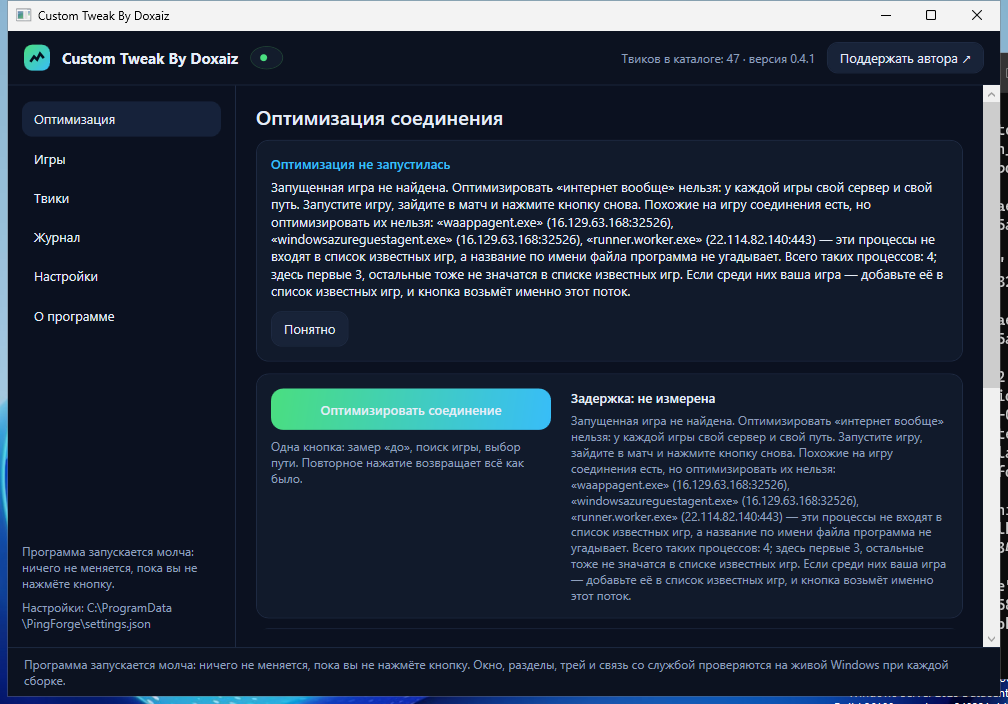 Custom Tweak By Doxaiz
Custom Tweak By Doxaiz
Твиков в каталоге: 47 · версия 0.4.1
Поддержать автора ↗
Оптимизация
Игры
Твики
Журнал
Настройки
О программе
Программа запускается молча:
ничего не меняется, пока вы не
нажмёте кнопку.
Настройки: C:\ProgramData
\PingForge\settings.json
Оптимизация соединения
Оптимизация не запустилась
Запущенная игра не найдена. Оптимизировать «интернет вообще» нельзя: у каждой игры свой сервер и свой
путь. Запустите игру, зайдите в матч и нажмите кнопку снова. Похожие на игру соединения есть, но
оптимизировать их нельзя: «waappagent.exe» (16.129.63.168:32526),
«windowsazureguestagent.exe» (16.129.63.168:32526), «runner.worker.exe» (22.114.82.140:443) — эти процессы не
входят в список известных игр, а название по имени файла программа не угадывает. Всего таких процессов: 4;
здесь первые 3, остальные тоже не значатся в списке известных игр. Если среди них ваша игра — добавьте её в
список известных игр, и кнопка возьмёт именно этот поток.
Понятно
Оптимизировать соединение
Одна кнопка: замер «до», поиск игры, выбор
пути. Повторное нажатие возвращает всё как
было.
Задержка: не измерена
Запущенная игра не найдена. Оптимизировать «интернет вообще»
нельзя: у каждой игры свой сервер и свой путь. Запустите игру,
зайдите в матч и нажмите кнопку снова. Похожие на игру
соединения есть, но оптимизировать их нельзя:
«waappagent.exe» (16.129.63.168:32526),
«windowsazureguestagent.exe» (16.129.63.168:32526),
«runner.worker.exe» (22.114.82.140:443) — эти процессы не входят в
список известных игр, а название по имени файла программа не
угадывает. Всего таких процессов: 4; здесь первые 3, остальные
тоже не значатся в списке известных игр. Если среди них ваша игра
— добавьте её в список известных игр, и кнопка возьмёт именно
этот поток.
Программа запускается молча: ничего не меняется, пока вы не нажмёте кнопку. Окно, разделы, трей и связь со службой проверяются на живой Windows при каждой
сборке.